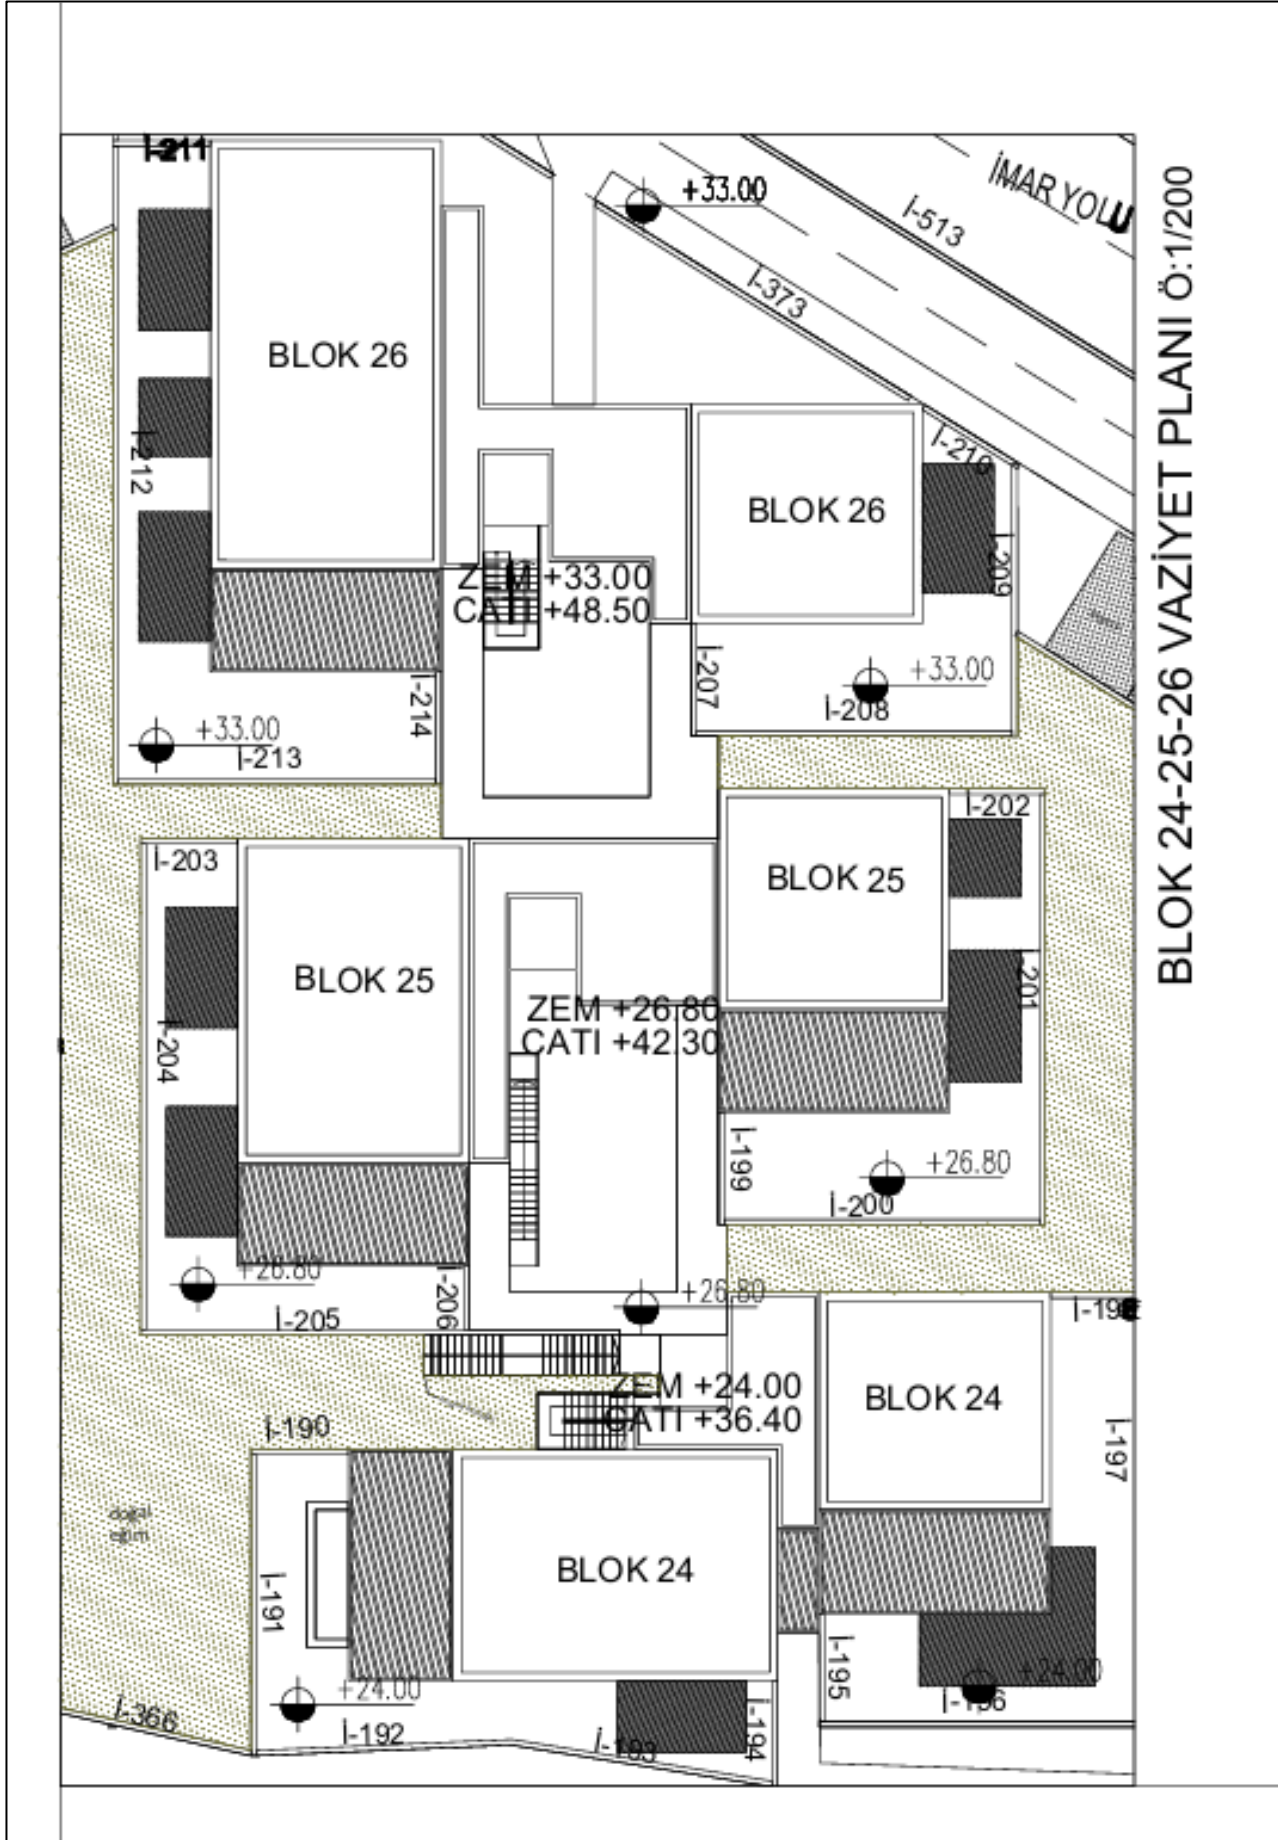 İ-211
+33.00
İMAR YOLU
İ-513
İ-373
BLOK 26
İ-212
İ-210
BLOK 26
İ-209
ZEM +33.00
CATI +48.50
İ-207
+33.00
İ-208
İ-214
+33.00
İ-213
BLOK 24-25-26 VAZİYET PLANI Ö:1/200
İ-203
İ-202
BLOK 25
BLOK 25
İ-201
ZEM +26.80
CATI +42.30
İ-204
İ-199
+26.80
İ-200
+26.80
İ-206
İ-205
+26.80
ZEM +24.00
CATI +36.40
BLOK 24
İ-197
İ-190
doğal
eğim
İ-191
BLOK 24
İ-195
+24.00
İ-196
+24.00
İ-192
İ-193
İ-194
İ-366